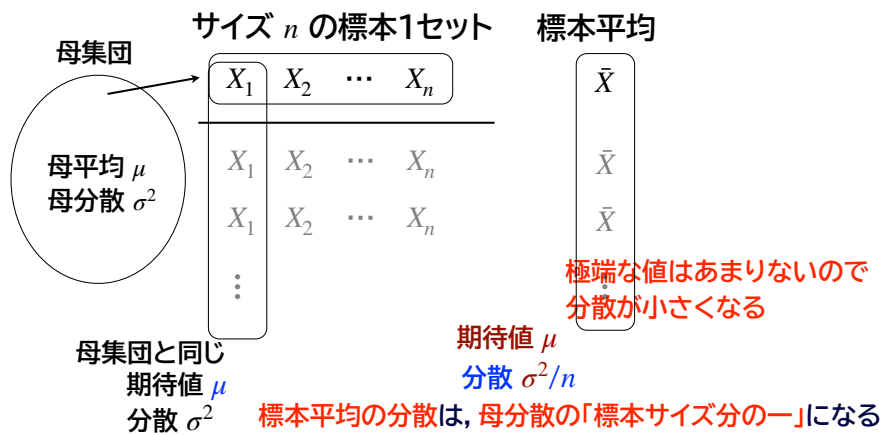 サイズ n の標本1セット 標本平均
母集団
X₁ X₂ ⋯ Xₙ X̄
母平均 μ
母分散 σ²
X₁ X₂ ⋯ Xₙ X̄
X₁ X₂ ⋯ Xₙ X̄
⋮ ⋮
極端な値はあまりないので
分散が小さくなる
母集団と同じ
期待値 μ
分散 σ²
期待値 μ
分散 σ²/n
標本平均の分散は, 母分散の「標本サイズ分の一」になる